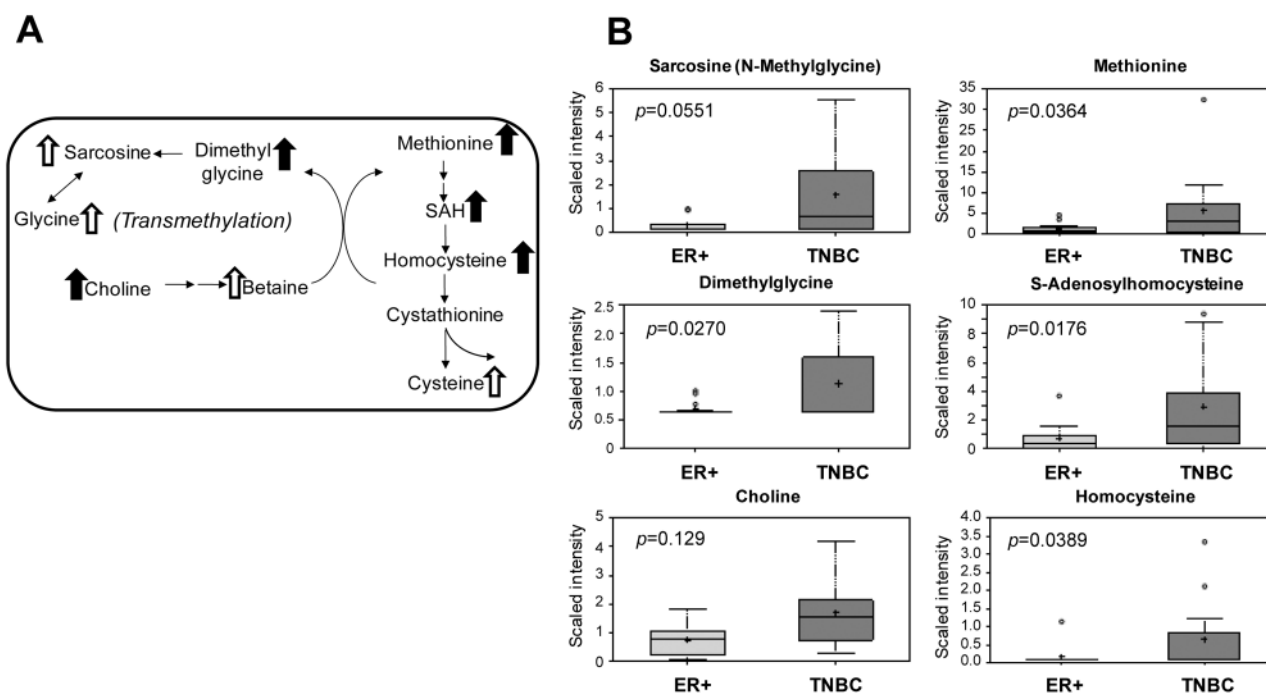 A
Sarcosine
Dimethyl
glycine
Methionine
Glycine
(Transmethylation)
SAH
Homocysteine
Choline
Betaine
Cystathionine
Cysteine
B
Sarcosine (N-Methylglycine)
Scaled intensity
6
5
4
3
2
1
0
p=0.0551
ER+ TNBC
Methionine
Scaled intensity
35
30
25
20
15
10
5
0
p=0.0364
ER+ TNBC
Dimethylglycine
Scaled intensity
2.5
2.0
1.5
1.0
0.5
0
p=0.0270
ER+ TNBC
S-Adenosylhomocysteine
Scaled intensity
10
8
6
4
2
0
p=0.0176
ER+ TNBC
Choline
Scaled intensity
5
4
3
2
1
0
p=0.129
ER+ TNBC
Homocysteine
Scaled intensity
4.0
3.5
3.0
2.5
2.0
1.5
1.0
0.5
0.0
p=0.0389
ER+ TNBC